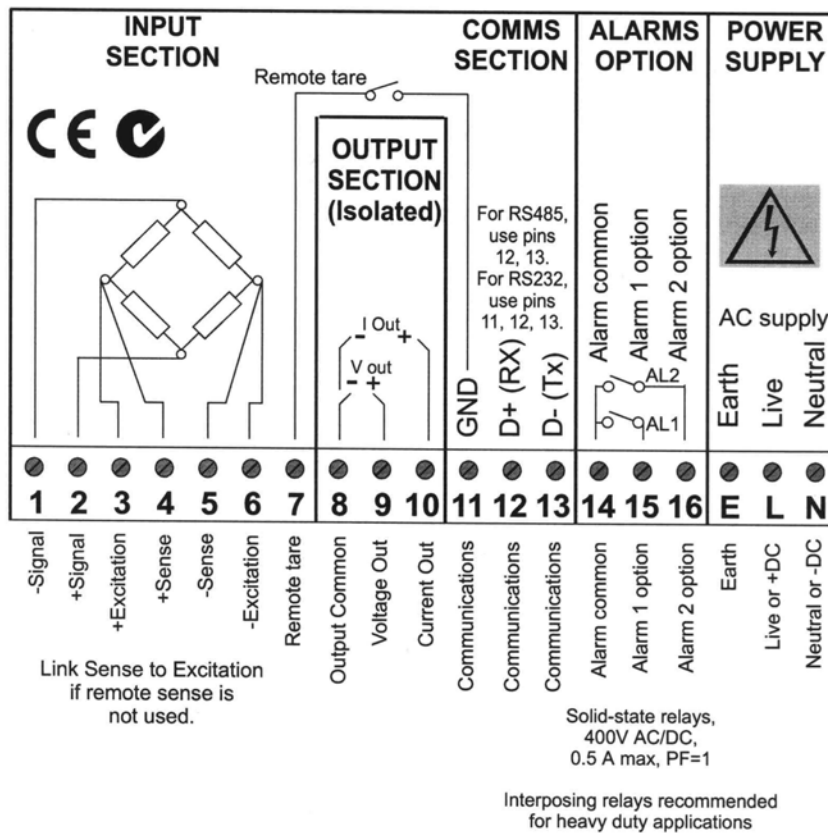 INPUT
SECTION
COMMS
SECTION
ALARMS
OPTION
POWER
SUPPLY
Remote tare
CE
OUTPUT
SECTION
(Isolated)
For RS485,
use pins
12, 13.
For RS232,
use pins
11, 12, 13.
I Out
- +
V out
- +
GND
D+ (RX)
D- (Tx)
Alarm common
Alarm 1 option
Alarm 2 option
AL2
AL1
AC supply
Earth
Live
Neutral
1 2 3 4 5 6 7 8 9 10 11 12 13 14 15 16 E L N
-Signal
+Signal
+Excitation
+Sense
-Sense
-Excitation
Remote tare
Output Common
Voltage Out
Current Out
Communications
Communications
Communications
Alarm common
Alarm 1 option
Alarm 2 option
Earth
Live or +DC
Neutral or -DC
Link Sense to Excitation
if remote sense is
not used.
Solid-state relays,
400V AC/DC,
0.5 A max, PF=1
Interposing relays recommended
for heavy duty applications